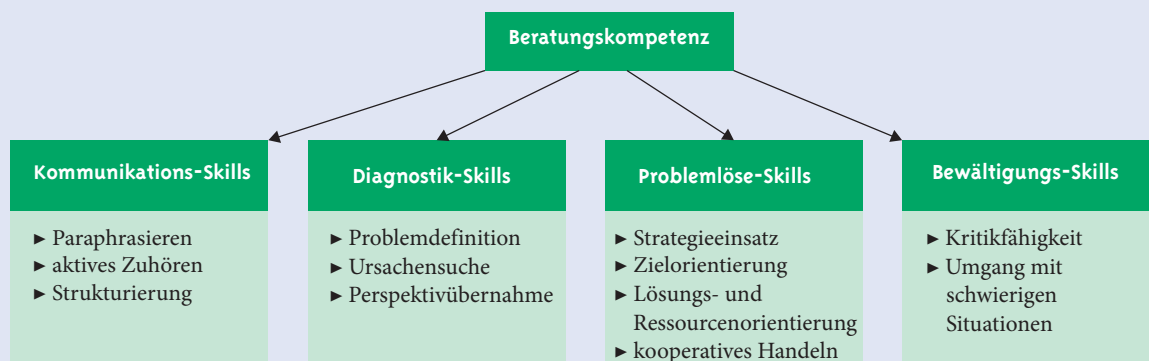 Beratungskompetenz
Kommunikations-Skills
► Paraphrasieren
► aktives Zuhören
► Strukturierung
Diagnostik-Skills
► Problemdefinition
► Ursachensuche
► Perspektivübernahme
Problemlöse-Skills
► Strategieeinsatz
► Zielorientierung
► Lösungs- und
Ressourcenorientierung
► kooperatives Handeln
Bewältigungs-Skills
► Kritikfähigkeit
► Umgang mit
schwierigen
Situationen